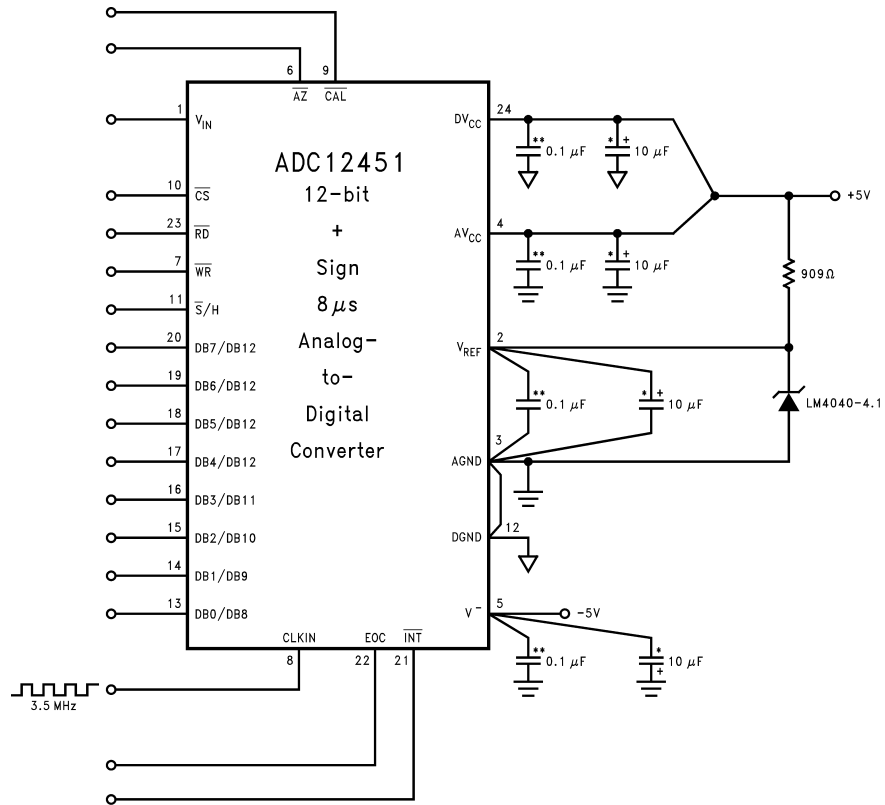 6 9
AZ CAL
1 VIN DVCC 24
** 0.1 μF * + 10 μF
ADC12451
12-bit
+
Sign
8 μs
Analog-
to-
Digital
Converter
10 CS
+5V
23 RD AVCC 4
7 WR ** 0.1 μF * + 10 μF 909Ω
11 S/H
20 DB7/DB12 VREF 2
19 DB6/DB12
** 0.1 μF * + 10 μF LM4040-4.1
18 DB5/DB12
17 DB4/DB12 AGND 3
16 DB3/DB11
15 DB2/DB10 DGND 12
14 DB1/DB9
13 DB0/DB8 V- 5 -5V
CLKIN EOC INT
8 22 21 ** 0.1 μF * 10 μF +
3.5 MHz